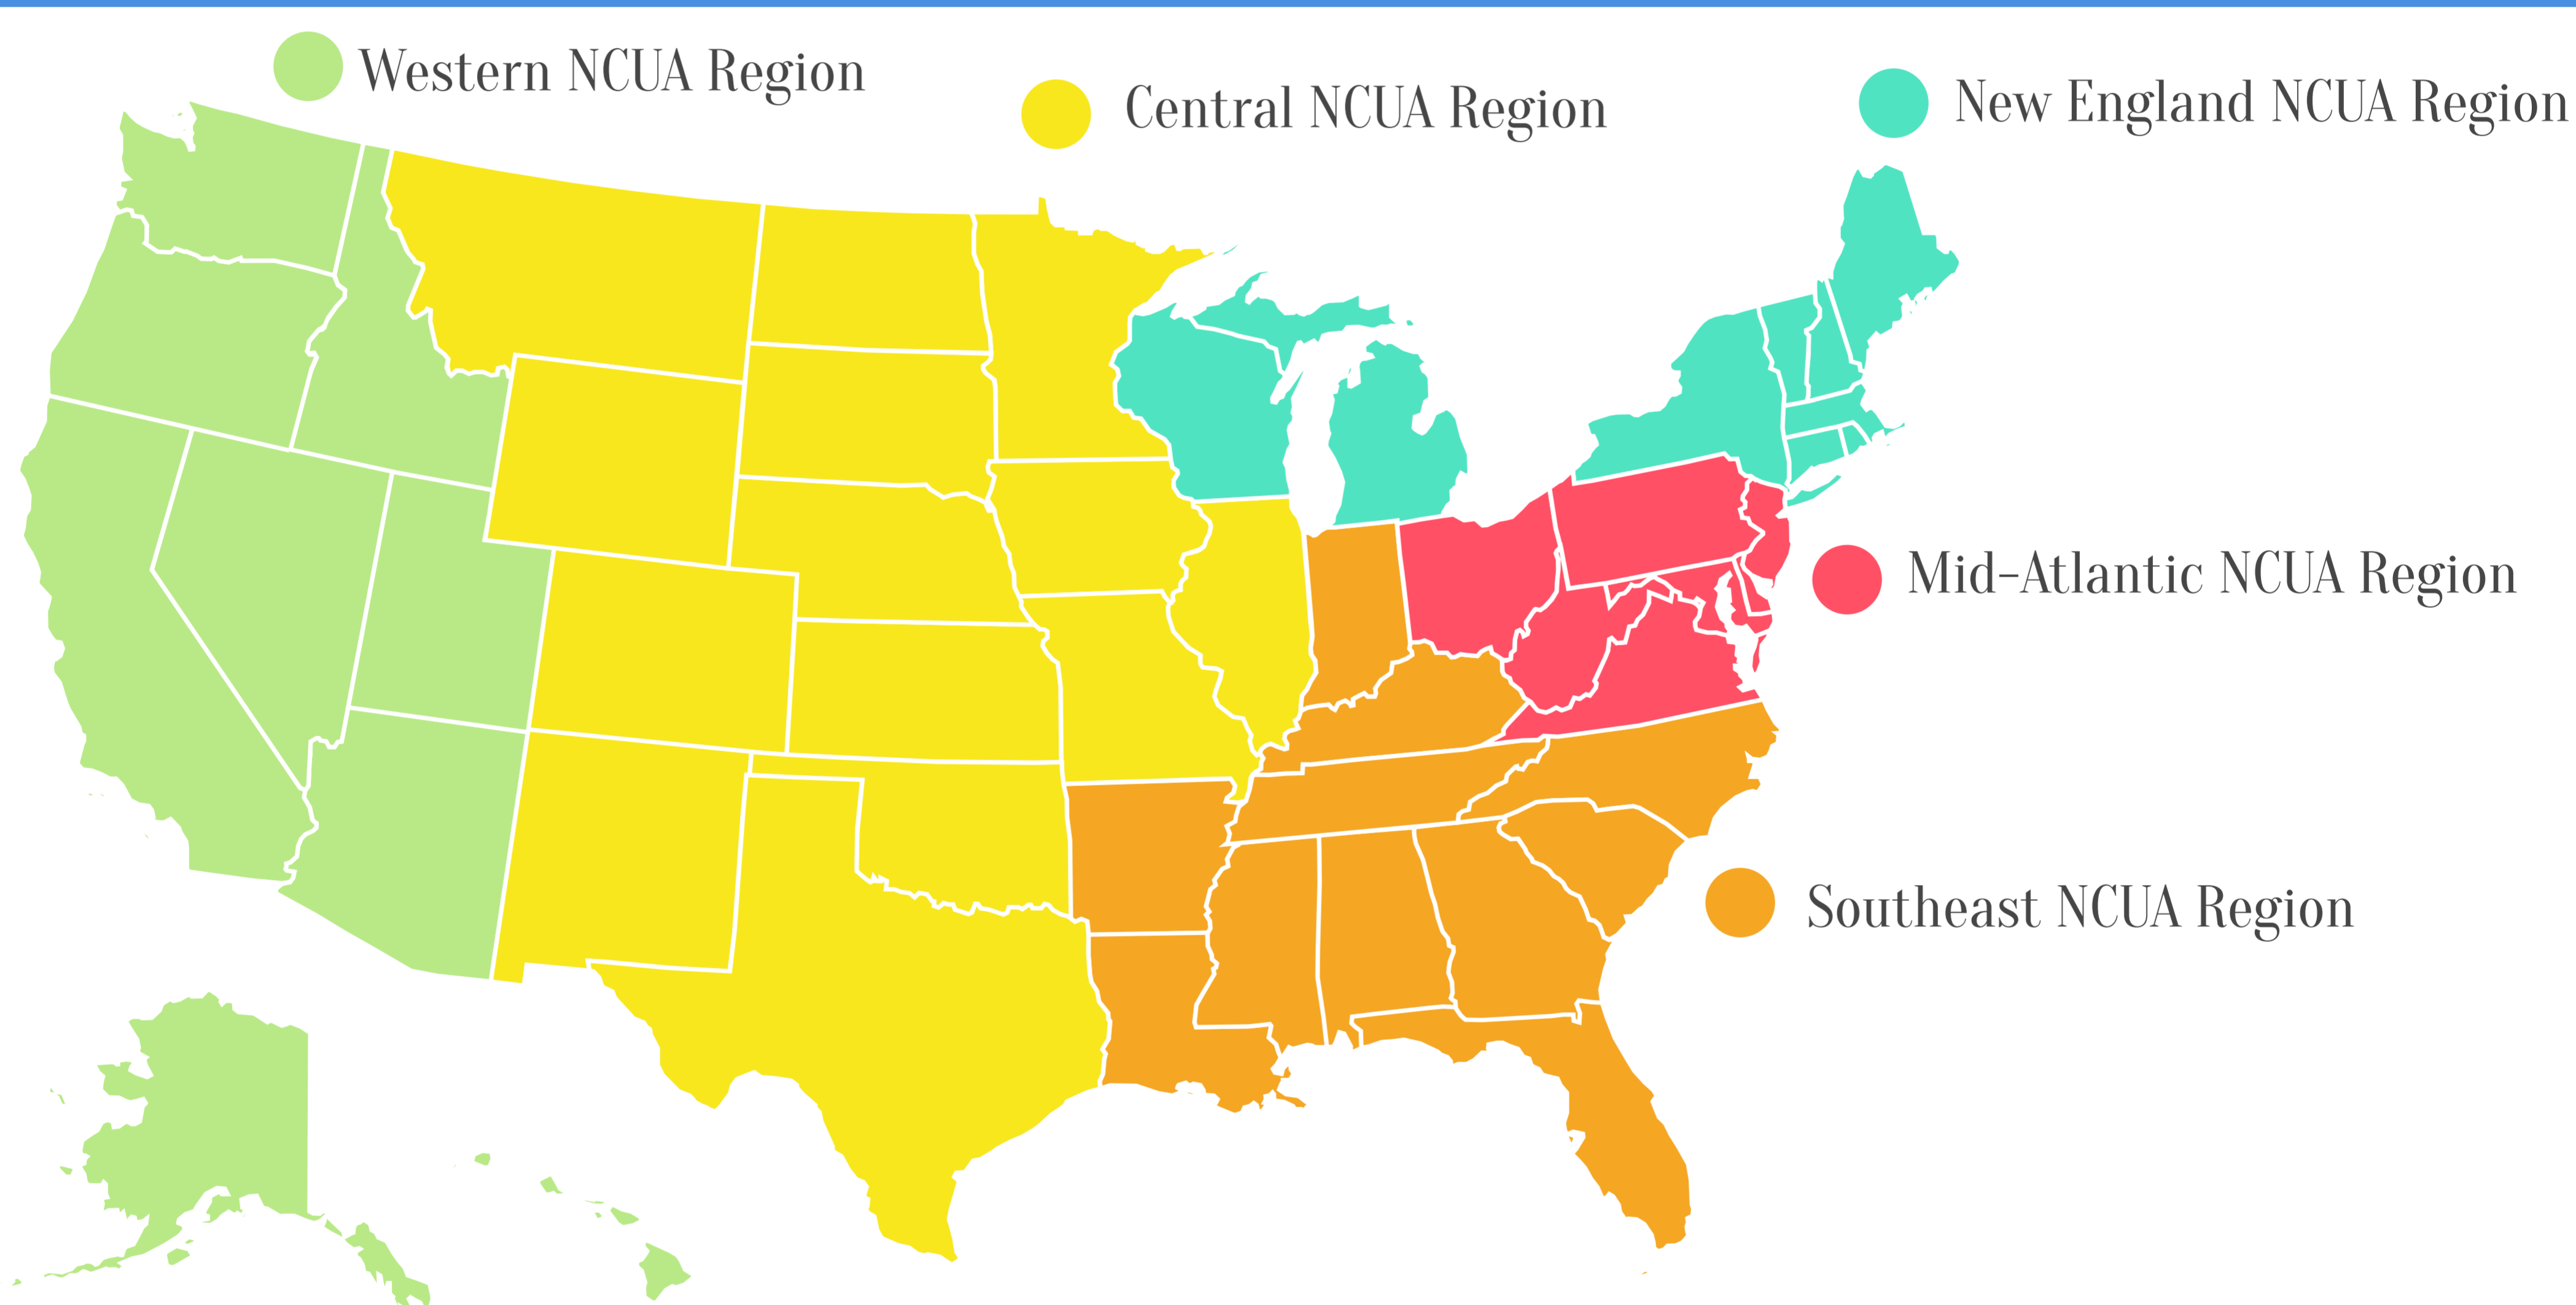 Western NCUA Region
Central NCUA Region
New England NCUA Region
Mid-Atlantic NCUA Region
Southeast NCUA Region